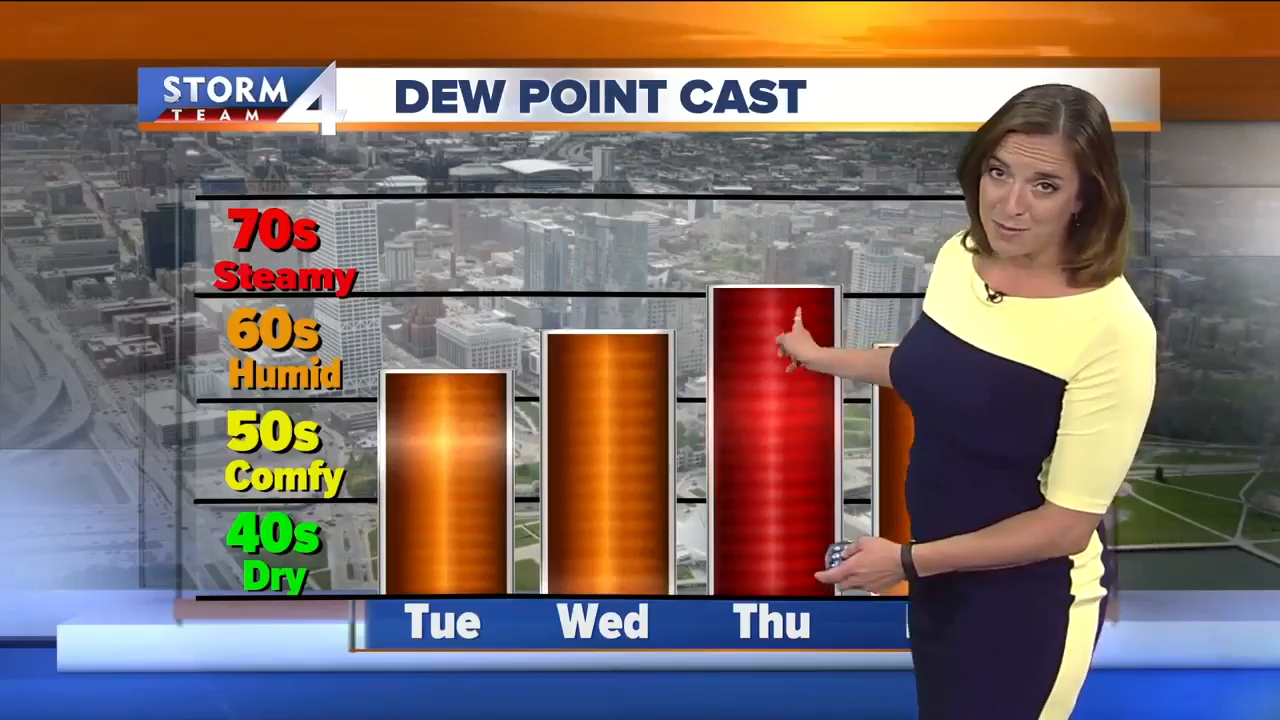 STORM
TEAM
4
DEW POINT CAST
70s
Steamy
60s
Humid
50s
Comfy
40s
Dry
Tue
Wed
Thu